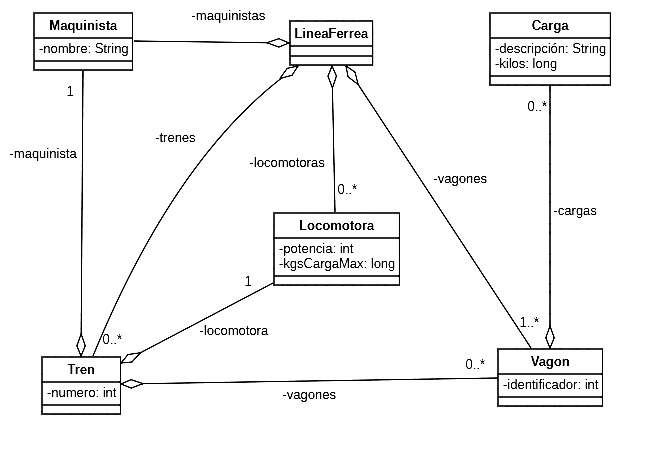 -maquinistas
Maquinista
-nombre: String
LineaFerrea
Carga
-descripción: String
-kilos: long
1
0..*
-trenes
-maquinista
-locomotoras
-vagones
0..*
-cargas
Locomotora
-potencia: int
-kgsCargaMax: long
1
-locomotora
1..*
0..*
Tren
-numero: int
0..*
-vagones
Vagon
-identificador: int